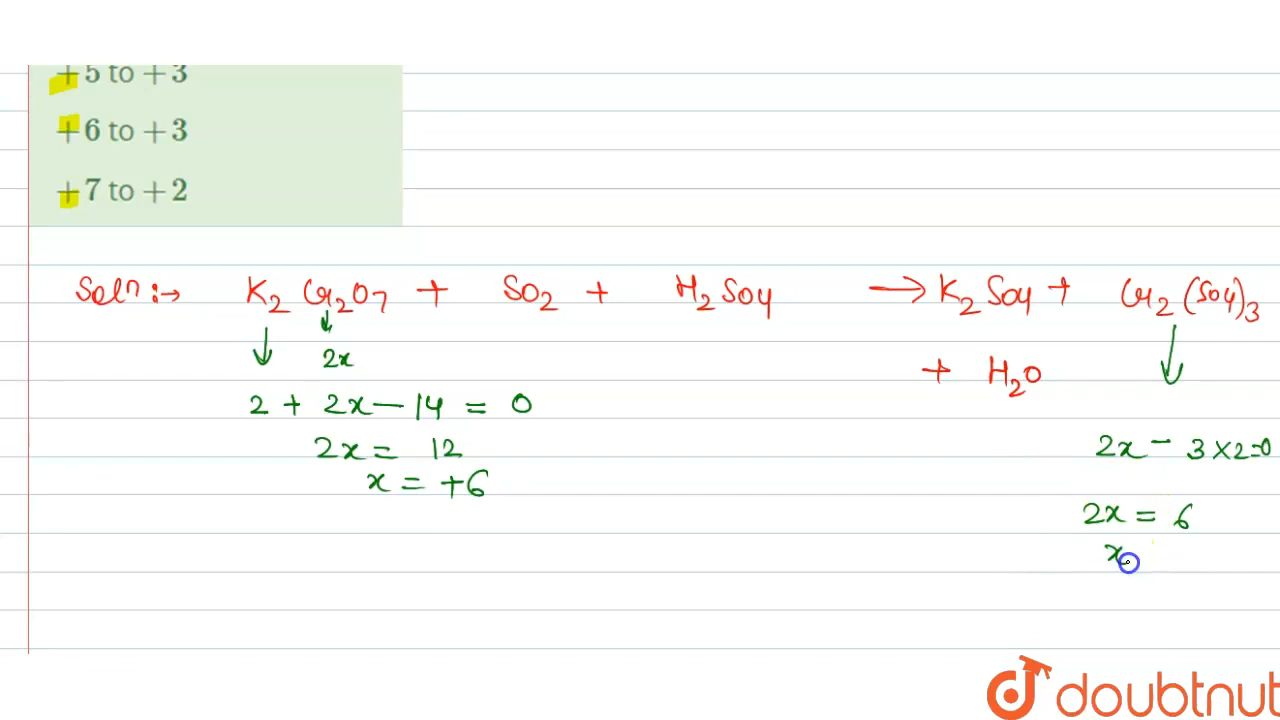 +5 to +3
+6 to +3
+7 to +2
Soln :→ K2 Cr2O7 + SO2 + H2SO4 → K2SO4 + Cr2(SO4)3
+ H2O
2x
2 + 2x - 14 = 0
2x = 12
x = +6
2x - 3×2=0
2x = 6
x
doubtnut